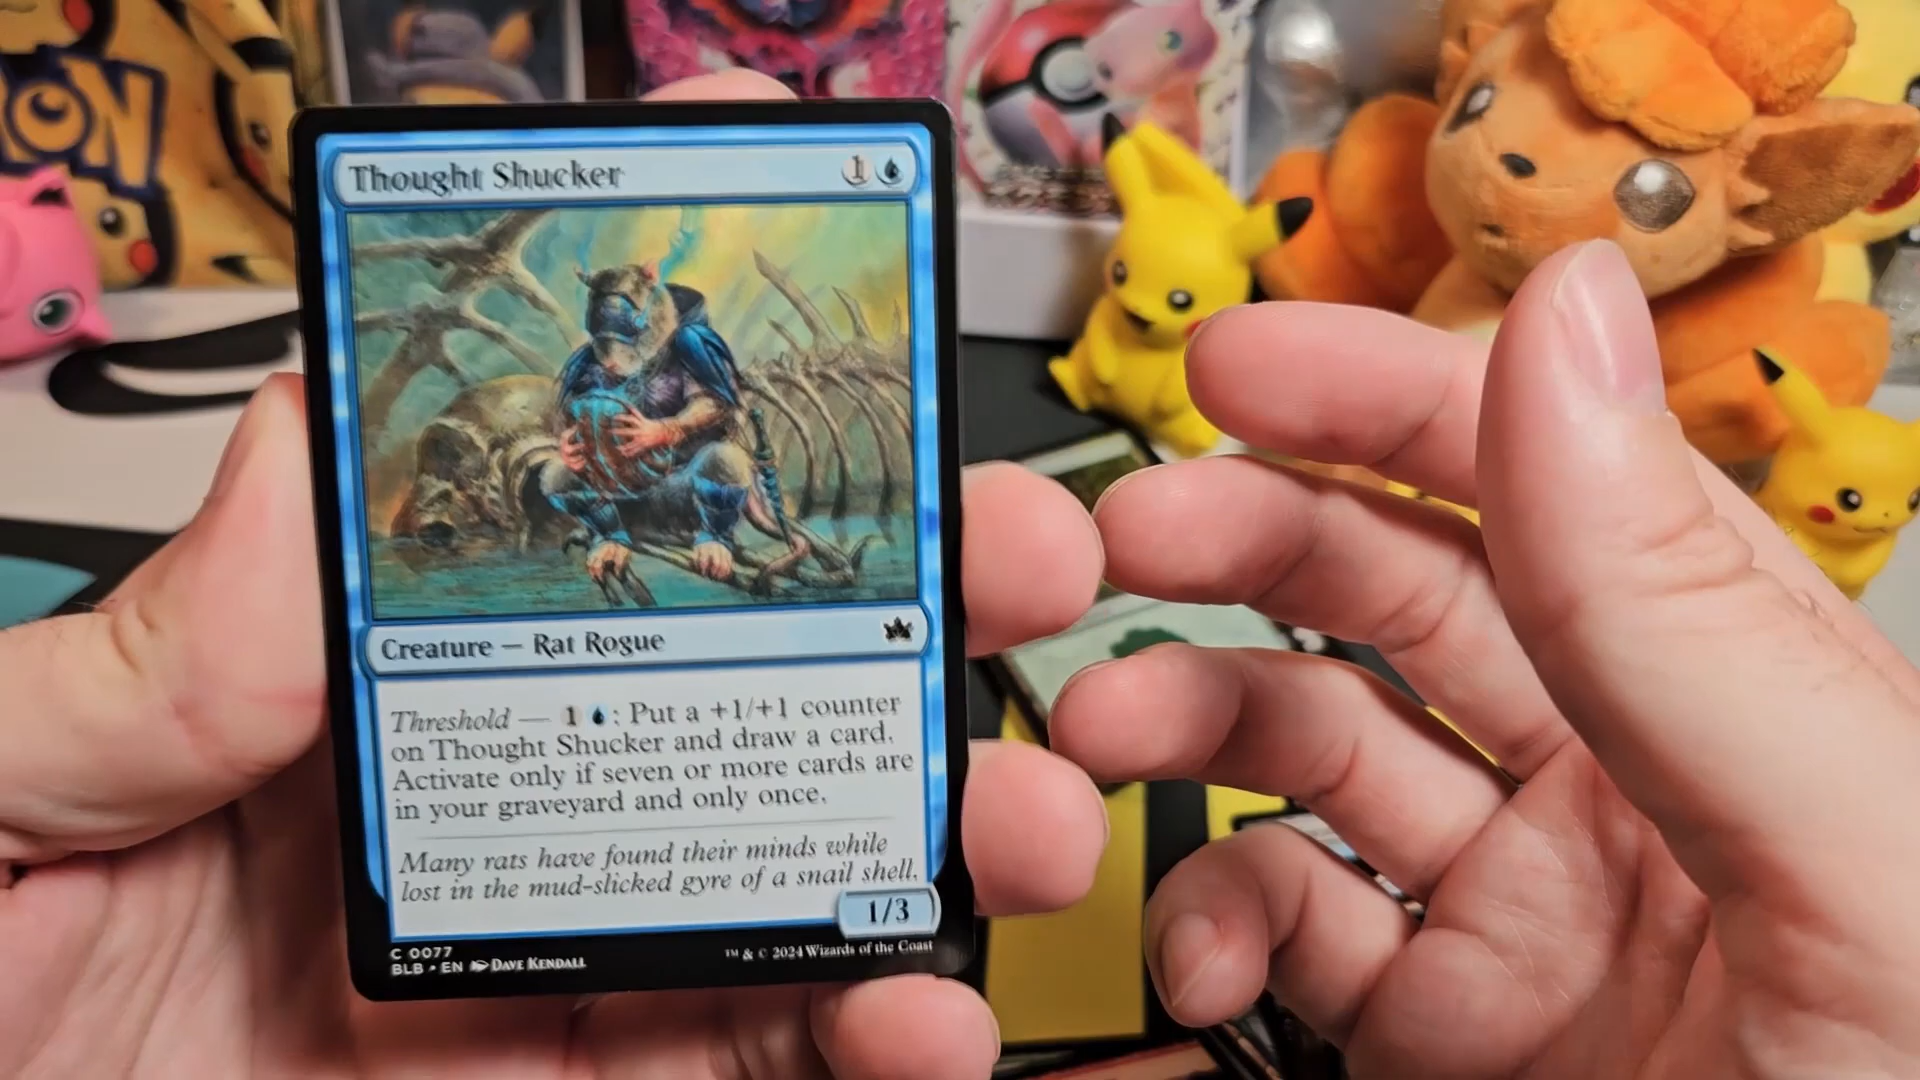 ON
Thought Shucker 1
Creature — Rat Rogue
Threshold — 1 : Put a +1/+1 counter
on Thought Shucker and draw a card.
Activate only if seven or more cards are
in your graveyard and only once.
Many rats have found their minds while
lost in the mud-slicked gyre of a snail shell.
1/3
C 0077
BLB • EN DAVE KENDALL
™ & © 2024 Wizards of the Coast